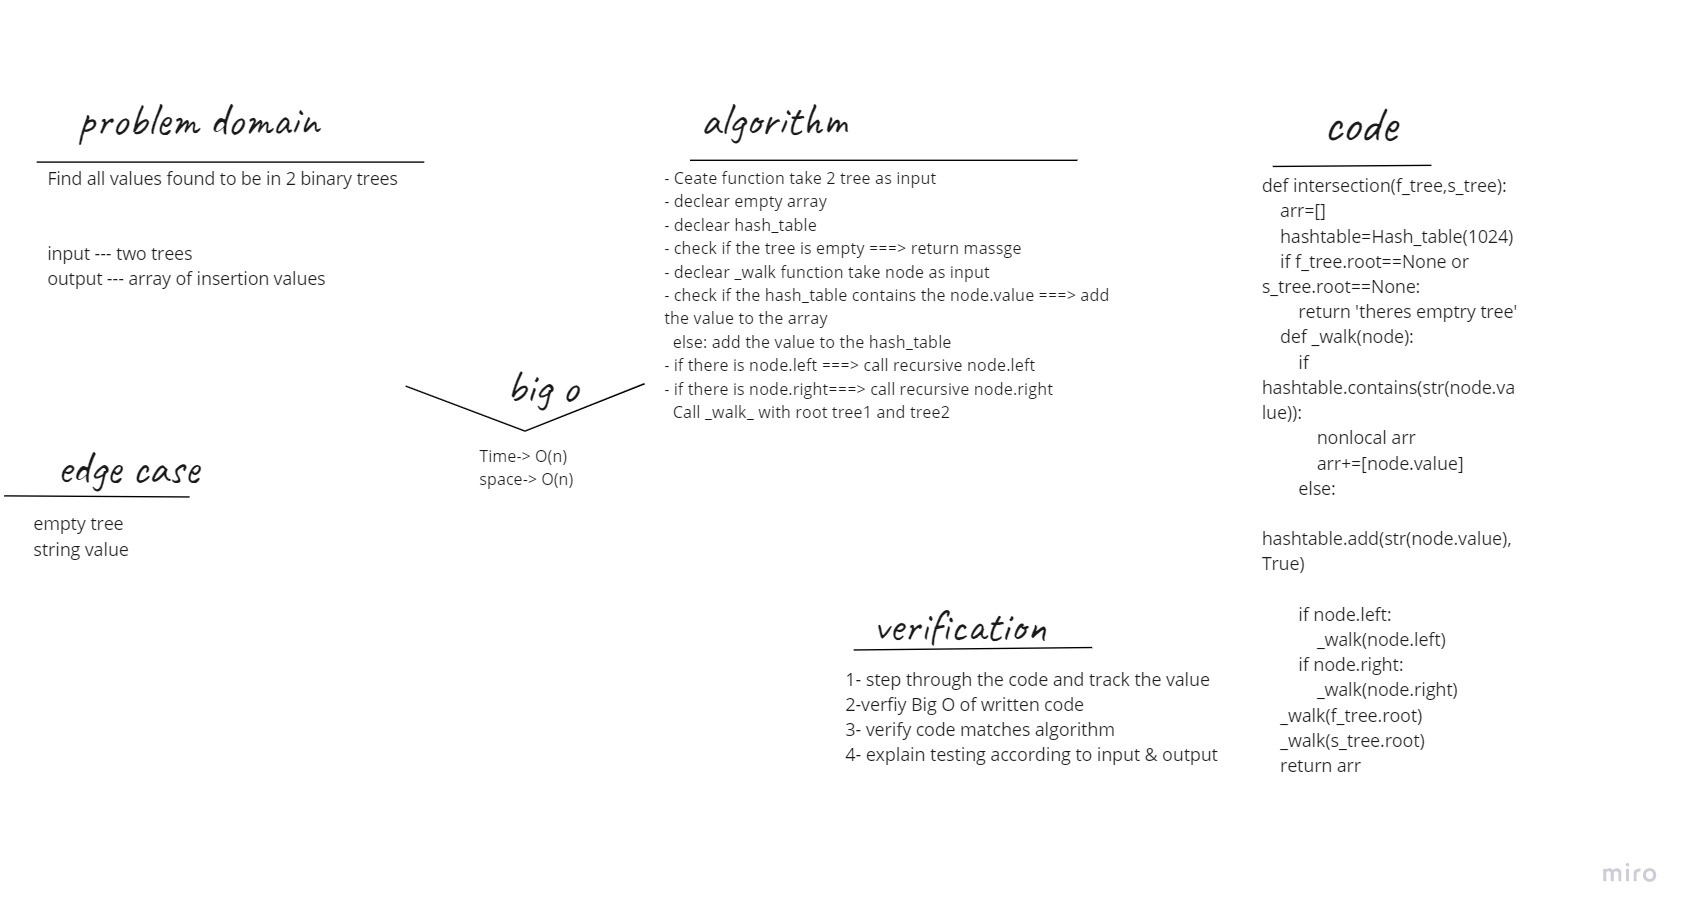 problem domain
Find all values found to be in 2 binary trees
input --- two trees
output --- array of insertion values
edge case
empty tree
string value
big o
Time-> O(n)
space-> O(n)
algorithm
- Ceate function take 2 tree as input
- declear empty array
- declear hash_table
- check if the tree is empty ===> return massge
- declear _walk function take node as input
- check if the hash_table contains the node.value ===> add
the value to the array
else: add the value to the hash_table
- if there is node.left ===> call recursive node.left
- if there is node.right===> call recursive node.right
Call _walk_ with root tree1 and tree2
verification
1- step through the code and track the value
2-verfiy Big O of written code
3- verify code matches algorithm
4- explain testing according to input & output
code
def intersection(f_tree,s_tree):
arr=[]
hashtable=Hash_table(1024)
if f_tree.root==None or
s_tree.root==None:
return 'theres emptry tree'
def _walk(node):
if
hashtable.contains(str(node.va
lue)):
nonlocal arr
arr+=[node.value]
else:
hashtable.add(str(node.value),
True)
if node.left:
_walk(node.left)
if node.right:
_walk(node.right)
_walk(f_tree.root)
_walk(s_tree.root)
return arr
miro